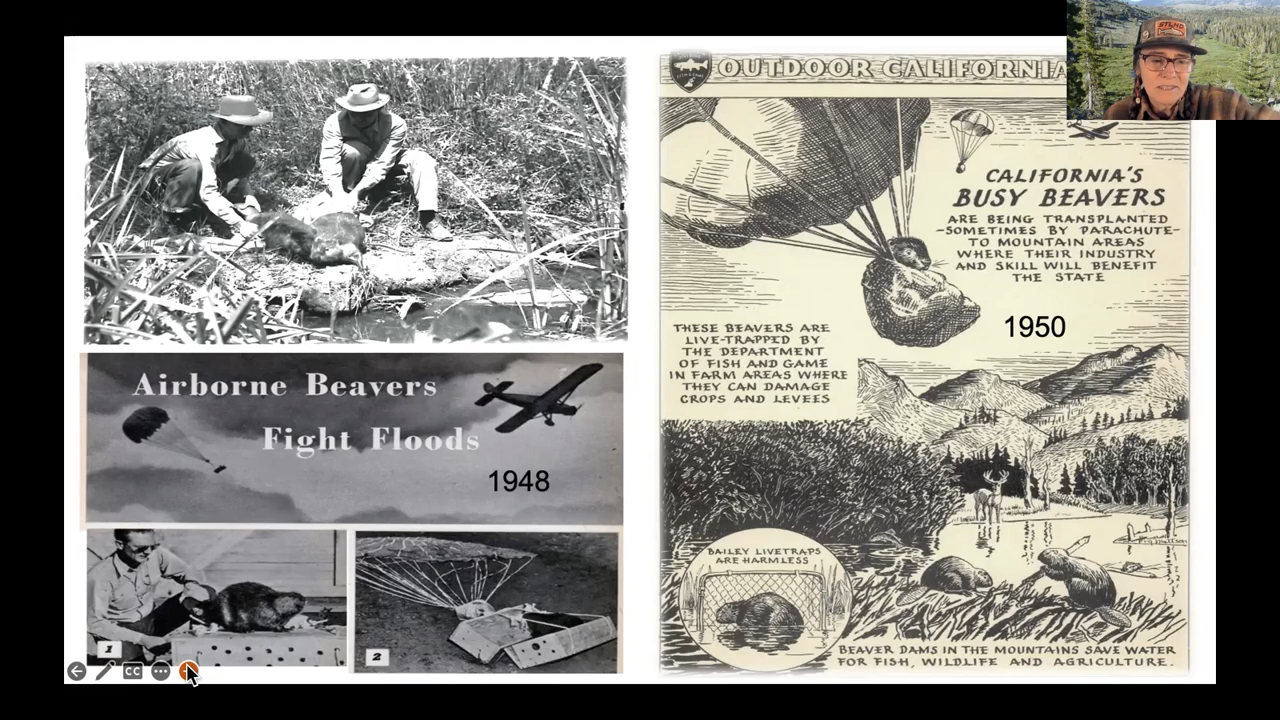 Airborne Beavers
Fight Floods
1948
1
2
CC
OUTDOOR CALIFORNIA
CALIFORNIA'S
BUSY BEAVERS
ARE BEING TRANSPLANTED
-SOMETIMES BY PARACHUTE-
TO MOUNTAIN AREAS
WHERE THEIR INDUSTRY
AND SKILL WILL BENEFIT
THE STATE
1950
THESE BEAVERS ARE
LIVE-TRAPPED BY
THE DEPARTMENT
OF FISH AND GAME
IN FARM AREAS WHERE
THEY CAN DAMAGE
CROPS AND LEVEES
BAILEY LIVETRAPS
ARE HARMLESS
BEAVER DAMS IN THE MOUNTAINS SAVE WATER
FOR FISH, WILDLIFE AND AGRICULTURE.